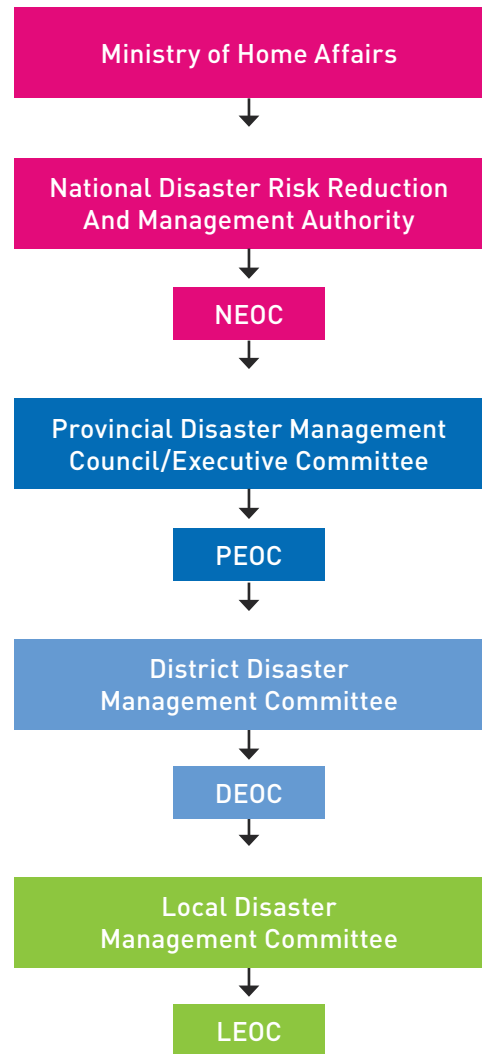 Ministry of Home Affairs
National Disaster Risk Reduction
And Management Authority
NEOC
Provincial Disaster Management
Council/Executive Committee
PEOC
District Disaster
Management Committee
DEOC
Local Disaster
Management Committee
LEOC